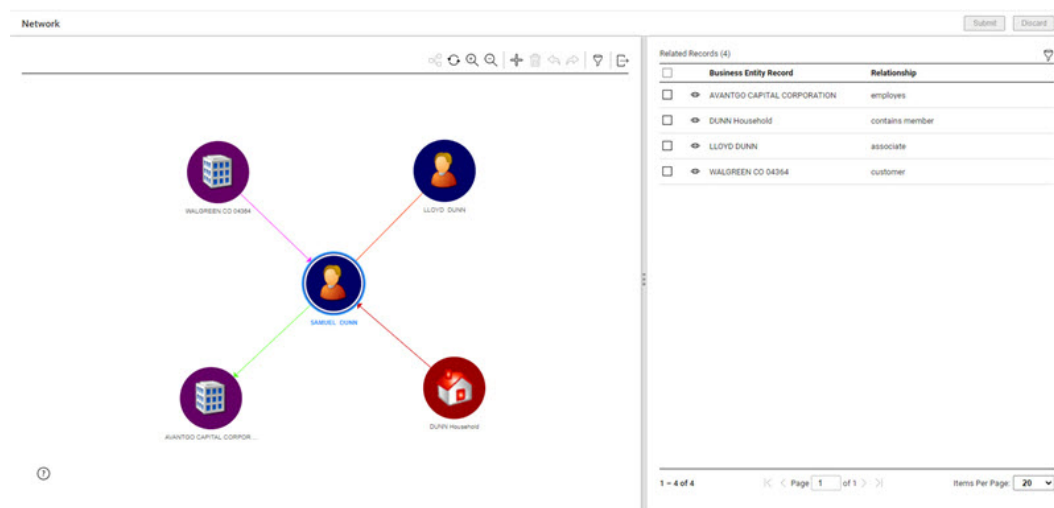 Network
Submit Discard
WALGREEN CO 04364
LLOYD DUNN
SAMUEL DUNN
AVANTGO CAPITAL CORPOR...
DUNN Household
?
Related Records (4)
Business Entity Record Relationship
AVANTGO CAPITAL CORPORATION employes
DUNN Household contains member
LLOYD DUNN associate
WALGREEN CO 04364 customer
1 – 4 of 4 Page 1 of 1 Items Per Page: 20